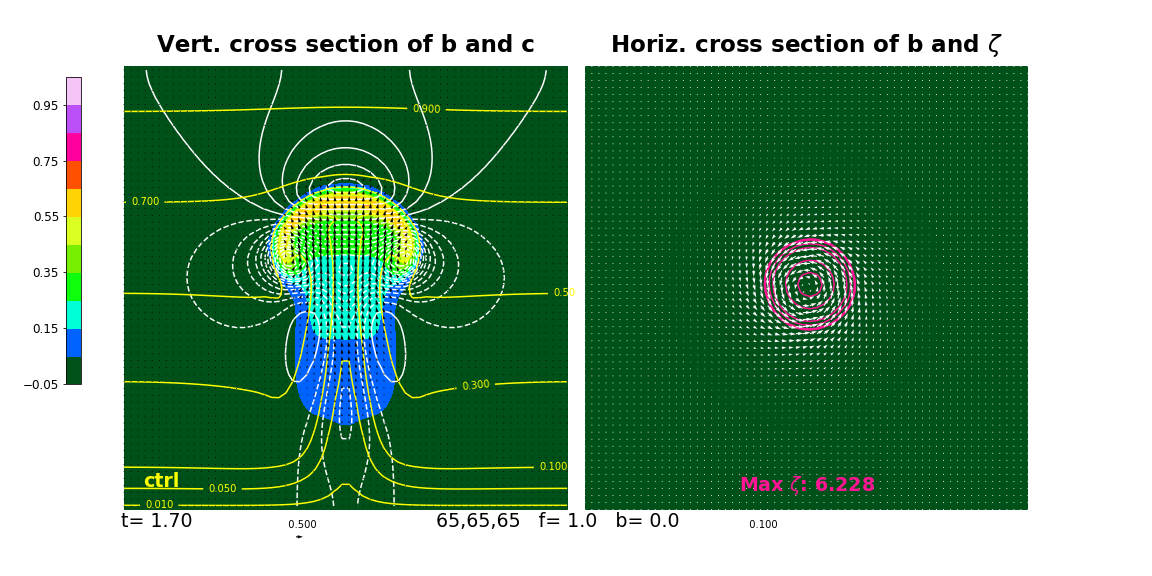 Vert. cross section of b and c
Horiz. cross section of b and ζ
0.95
0.75
0.55
0.35
0.15
−0.05
0.900
0.700
0.50
0.300
0.100
0.050
0.010
ctrl
Max ζ: 6.228
t= 1.70
0.500
65,65,65 f= 1.0 b= 0.0
0.100